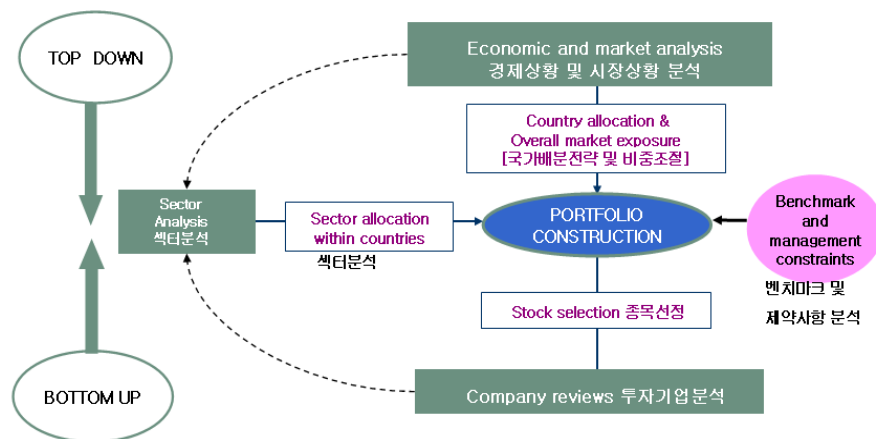 TOP DOWN
Economic and market analysis
경제상황 및 시장상황 분석
Country allocation &
Overall market exposure
[국가배분전략 및 비중조절]
Sector
Analysis
섹터분석
Sector allocation
within countries
섹터분석
PORTFOLIO
CONSTRUCTION
Benchmark
and
management
constraints
벤치마크 및
제약사항 분석
Stock selection 종목선정
BOTTOM UP
Company reviews 투자기업분석